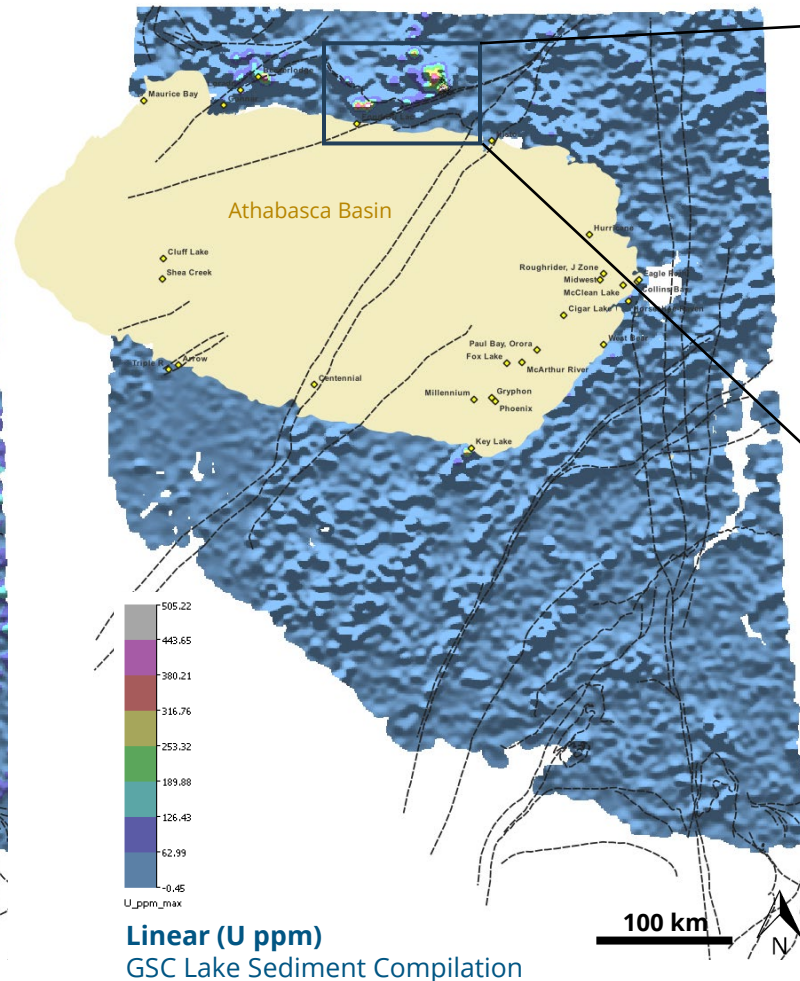 Maurice Bay
Athabasca Basin
Hurricane
Cluff Lake
Shea Creek
Roughrider, J Zone
Midwest
Eagle Point
McClean Lake
Collins Bay
Cigar Lake
West Bear
Paul Bay, Orora
Fox Lake
McArthur River
Triple R
Arrow
Centennial
Millennium
Gryphon
Phoenix
Key Lake
505.22
443.65
380.21
316.76
253.32
189.88
126.43
62.99
-0.45
U_ppm_max
Linear (U ppm)
GSC Lake Sediment Compilation
100 km
N